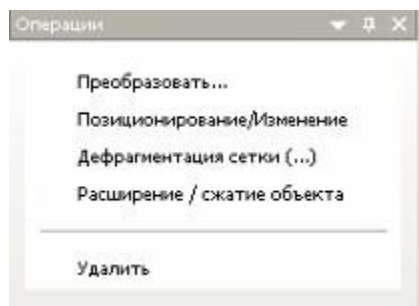 Операции
Преобразовать...
Позиционирование/Изменение
Дефрагментация сетки (...)
Расширение / сжатие объекта
Удалить